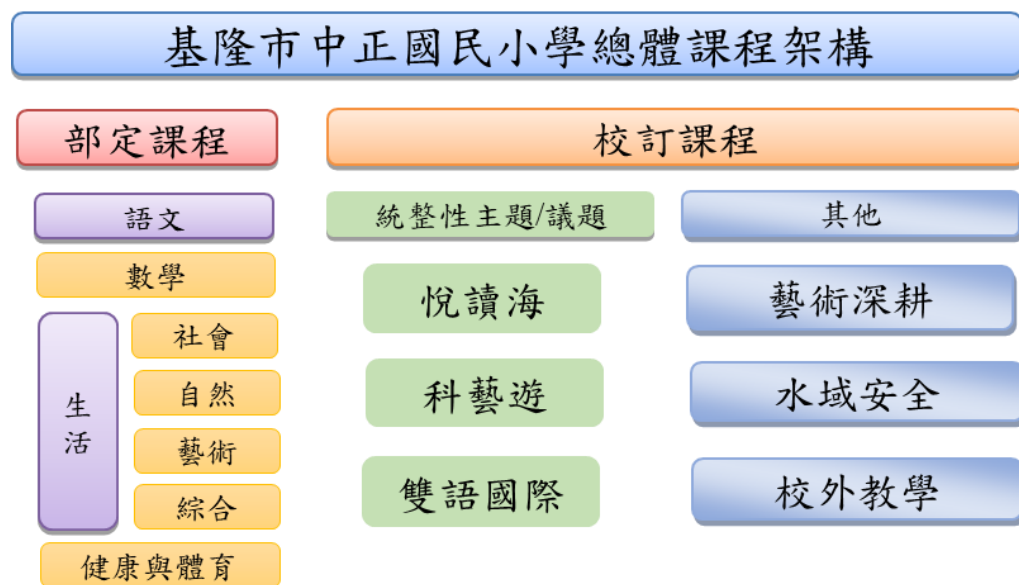 基隆市中正國民小學總體課程架構
部定課程
校訂課程
語文
數學
生活
社會
自然
藝術
綜合
健康與體育
統整性主題/議題
悅讀海
科藝遊
雙語國際
其他
藝術深耕
水域安全
校外教學